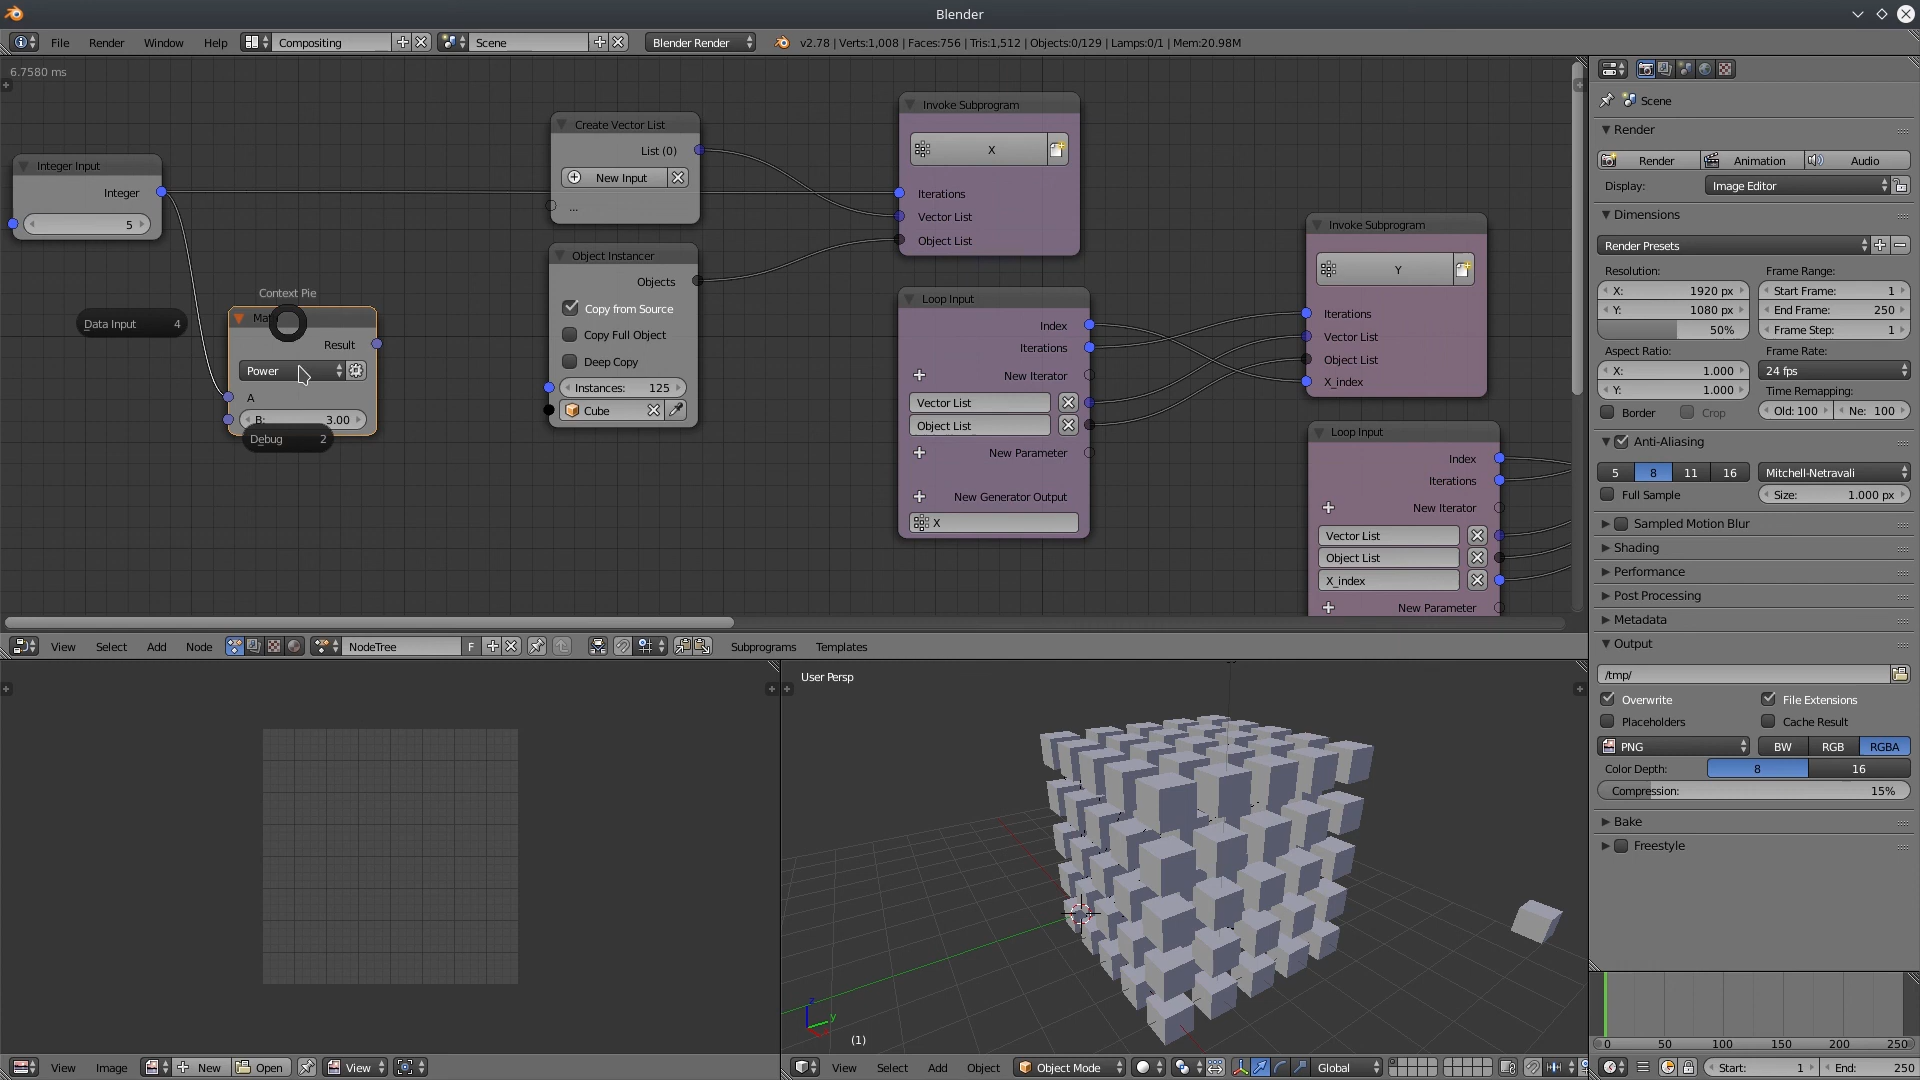 Blender
File Render Window Help Compositing Scene Blender Render v2.78 | Verts:1,008 | Faces:756 | Tris:1,512 | Objects:0/129 | Lamps:0/1 | Mem:20.98M
6.7580 ms
Integer Input
Integer
5
Context Pie
Data Input 4
Result
Power
A
B: 3.00
Debug 2
Create Vector List
List (0)
New Input
...
Object Instancer
Objects
Copy from Source
Copy Full Object
Deep Copy
Instances: 125
Cube
Invoke Subprogram
X
Iterations
Vector List
Object List
Loop Input
Index
Iterations
New Iterator
Vector List
Object List
New Parameter
New Generator Output
X
Invoke Subprogram
Y
Iterations
Vector List
Object List
X_index
Loop Input
Index
Iterations
New Iterator
Vector List
Object List
X_index
New Parameter
View Select Add Node NodeTree F Subprograms Templates
User Persp
z
y
(1)
View Image New Open View
View Select Add Object Object Mode Global
Scene
Render
Render Animation Audio
Display: Image Editor
Dimensions
Render Presets
Resolution: Frame Range:
X: 1920 px Start Frame: 1
Y: 1080 px End Frame: 250
50% Frame Step: 1
Aspect Ratio: Frame Rate:
X: 1.000 24 fps
Y: 1.000 Time Remapping:
Border Crop Old: 100 Ne: 100
Anti-Aliasing
5 8 11 16 Mitchell-Netravali
Full Sample Size: 1.000 px
Sampled Motion Blur
Shading
Performance
Post Processing
Metadata
Output
/tmp/
Overwrite File Extensions
Placeholders Cache Result
PNG BW RGB RGBA
Color Depth: 8 16
Compression: 15%
Bake
Freestyle
0 50 100 150 200 250
Start: 1 End: 250